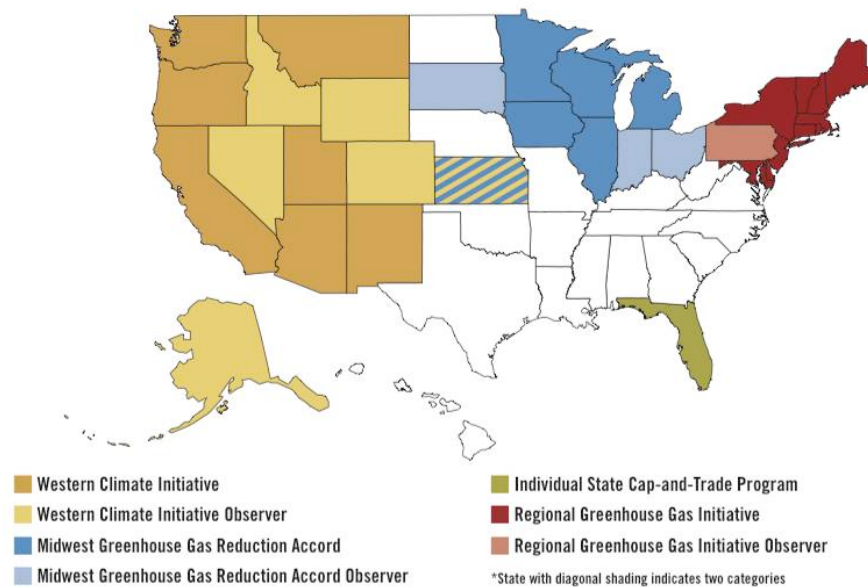 Western Climate Initiative
Western Climate Initiative Observer
Midwest Greenhouse Gas Reduction Accord
Midwest Greenhouse Gas Reduction Accord Observer
Individual State Cap-and-Trade Program
Regional Greenhouse Gas Initiative
Regional Greenhouse Gas Initiative Observer
*State with diagonal shading indicates two categories